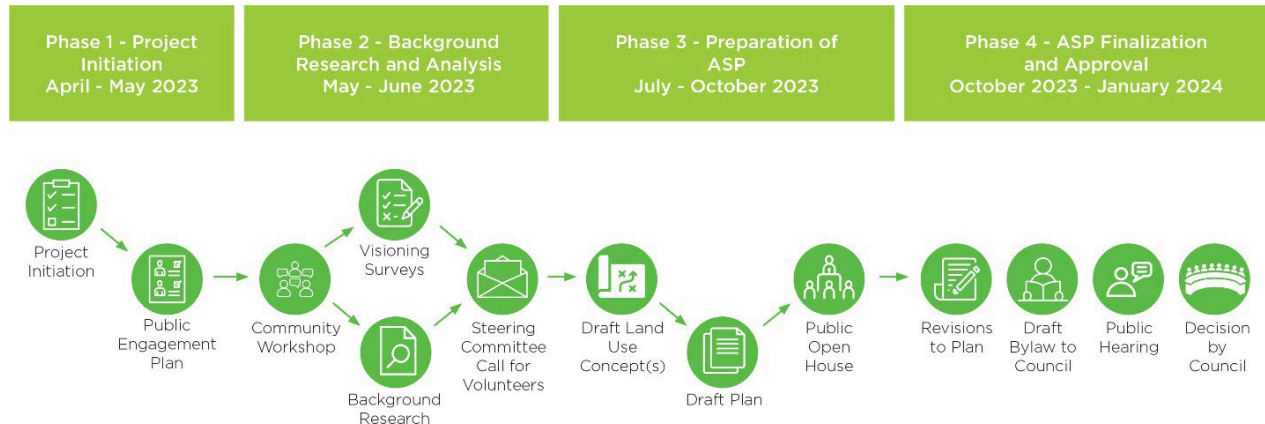 Phase 1 - Project
Initiation
April - May 2023
Phase 2 - Background
Research and Analysis
May - June 2023
Phase 3 - Preparation of
ASP
July - October 2023
Phase 4 - ASP Finalization
and Approval
October 2023 - January 2024
Project
Initiation
Public
Engagement
Plan
Community
Workshop
Visioning
Surveys
Background
Research
Steering
Committee
Call for
Volunteers
Draft Land
Use
Concept(s)
Draft Plan
Public
Open
House
Revisions
to Plan
Draft
Bylaw to
Council
Public
Hearing
Decision
by
Council